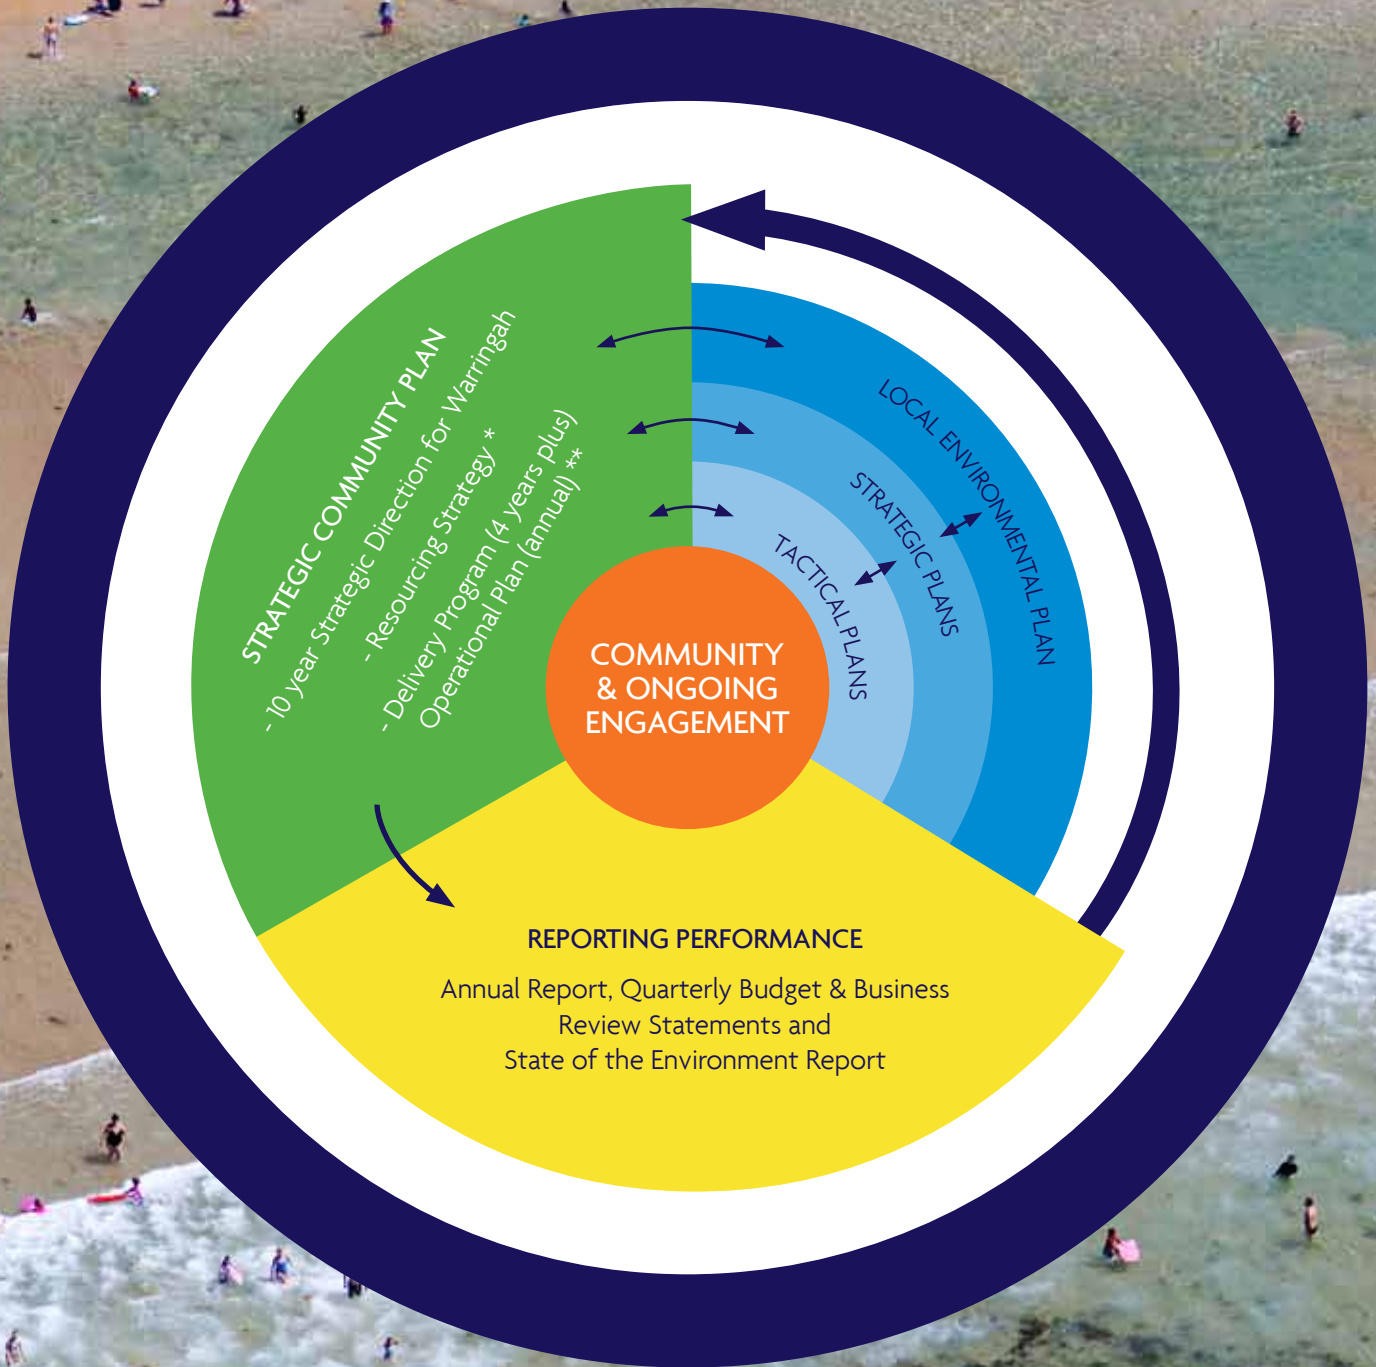 STRATEGIC COMMUNITY PLAN
- 10 year Strategic Direction for Warringah
- Resourcing Strategy *
- Delivery Program (4 years plus)
Operational Plan (annual) **
LOCAL ENVIRONMENTAL PLAN
STRATEGIC PLANS
TACTICAL PLANS
COMMUNITY
& ONGOING
ENGAGEMENT
REPORTING PERFORMANCE
Annual Report, Quarterly Budget & Business
Review Statements and
State of the Environment Report